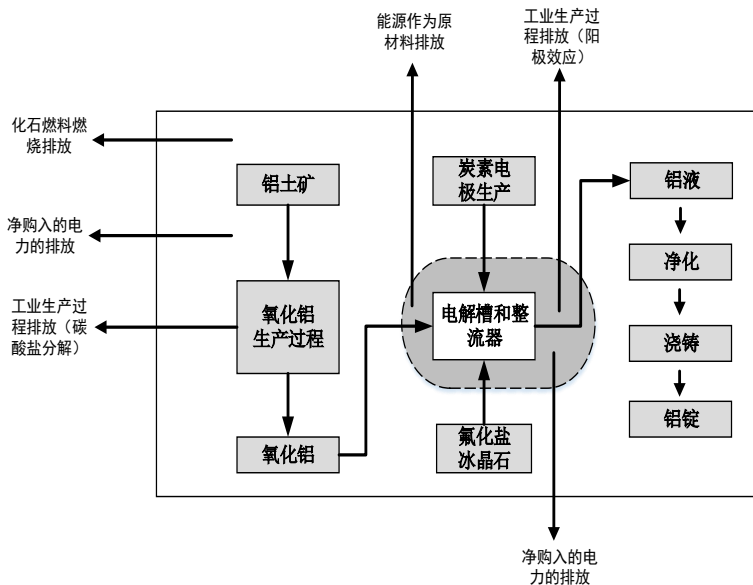 能源作为原
材料排放
工业生产过
程排放（阳
极效应）
化石燃料燃
烧排放
铝土矿
炭素电
极生产
铝液
净购入的电
力的排放
净化
工业生产过
程排放（碳
酸盐分解）
氧化铝
生产过程
电解槽和整
流器
浇铸
铝锭
氧化铝
氟化盐
冰晶石
净购入的电
力的排放